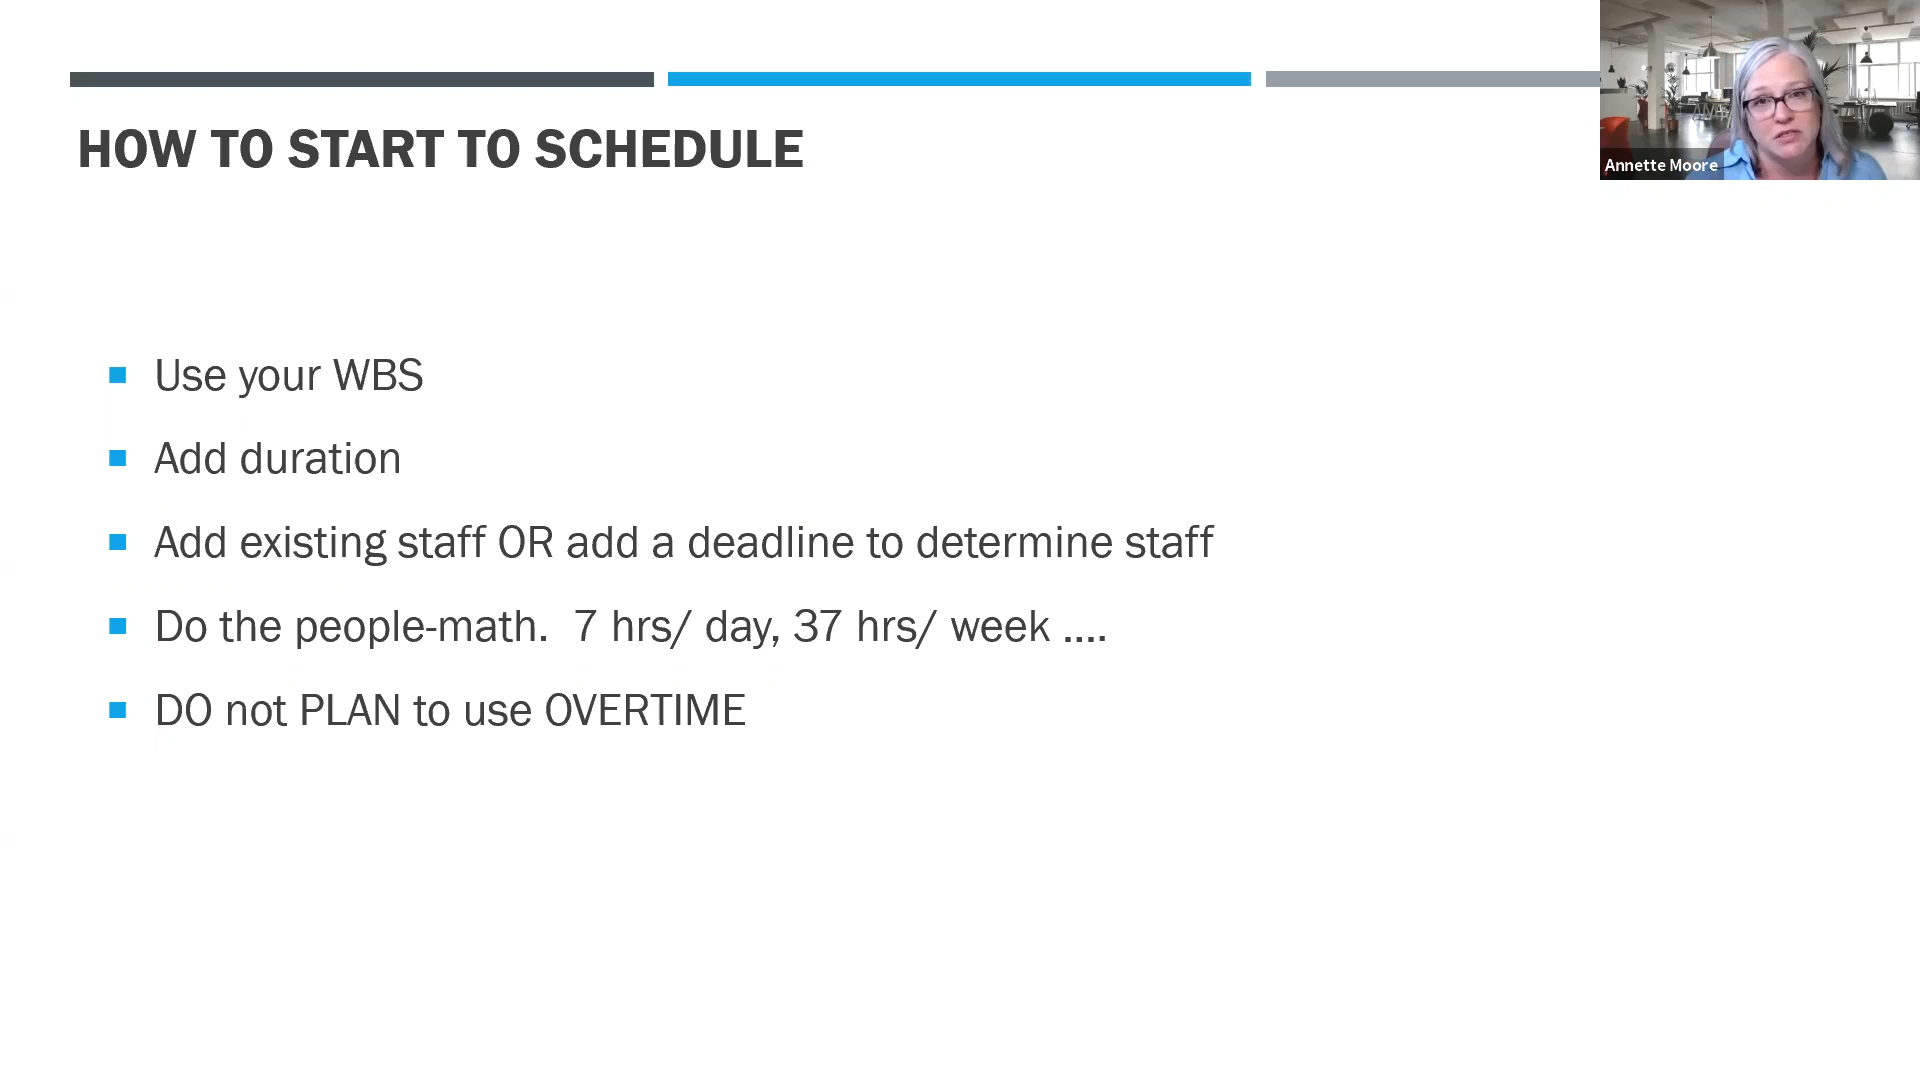 HOW TO START TO SCHEDULE
Annette Moore
Use your WBS
Add duration
Add existing staff OR add a deadline to determine staff
Do the people-math.  7 hrs/ day, 37 hrs/ week ....
DO not PLAN to use OVERTIME